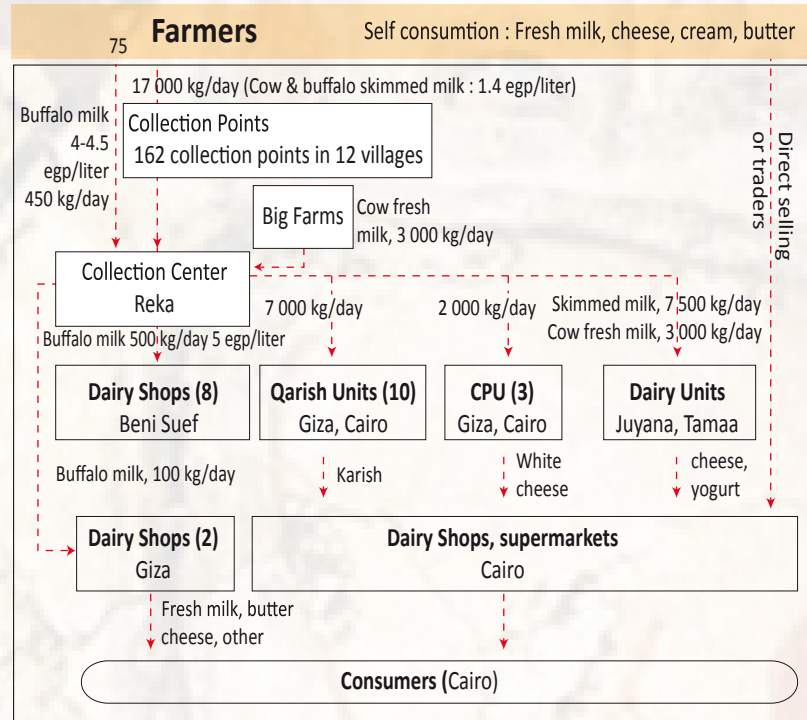 Farmers
Self consumtion : Fresh milk, cheese, cream, butter
75
17 000 kg/day (Cow & buffalo skimmed milk : 1.4 egp/liter)
Buffalo milk
4-4.5
egp/liter
450 kg/day
Collection Points
162 collection points in 12 villages
Direct selling
or traders
Big Farms
Cow fresh
milk, 3 000 kg/day
Collection Center
Reka
7 000 kg/day
2 000 kg/day
Skimmed milk, 7 500 kg/day
Cow fresh milk, 3 000 kg/day
Buffalo milk 500 kg/day 5 egp/liter
Dairy Shops (8)
Beni Suef
Qarish Units (10)
Giza, Cairo
CPU (3)
Giza, Cairo
Dairy Units
Juyana, Tamaa
Buffalo milk, 100 kg/day
Karish
White
cheese
cheese,
yogurt
Dairy Shops (2)
Giza
Dairy Shops, supermarkets
Cairo
Fresh milk, butter
cheese, other
Consumers (Cairo)